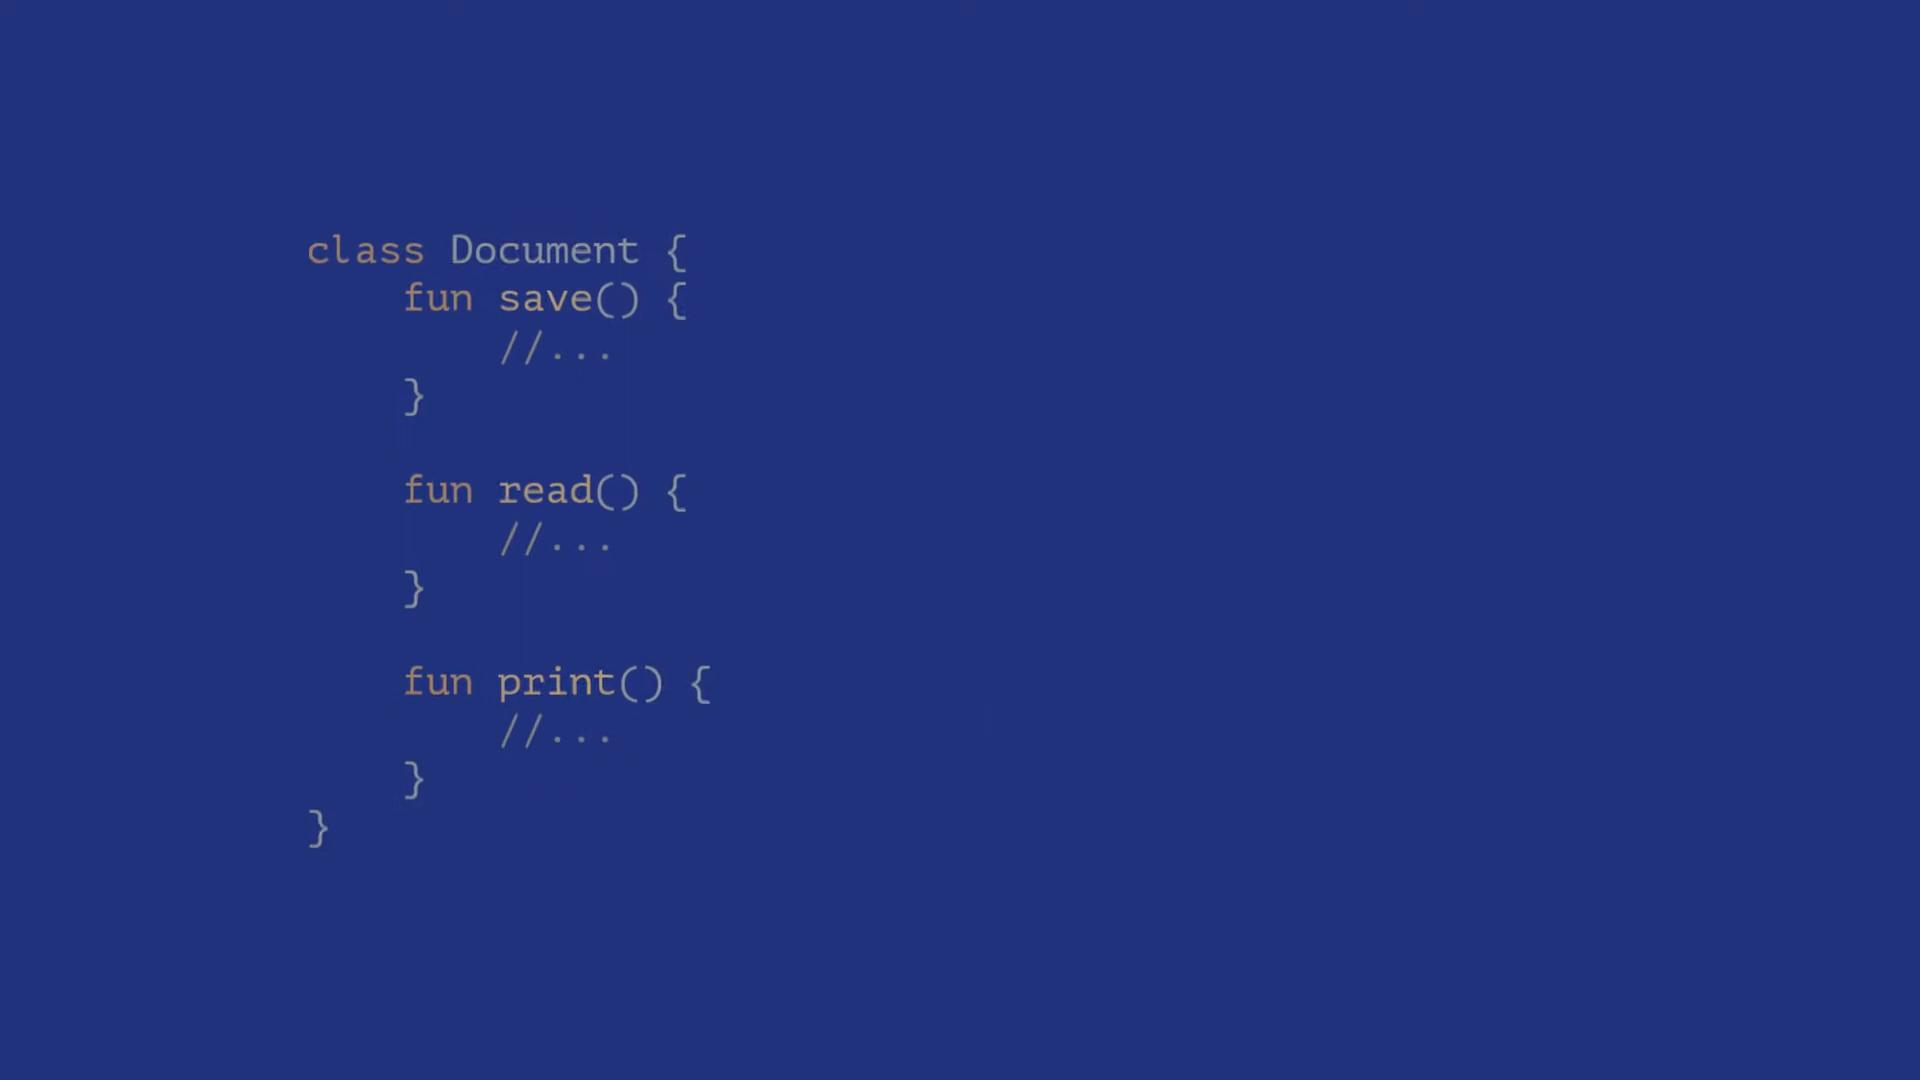 class Document {
    fun save() {
        //...
    }

    fun read() {
        //...
    }

    fun print() {
        //...
    }
}